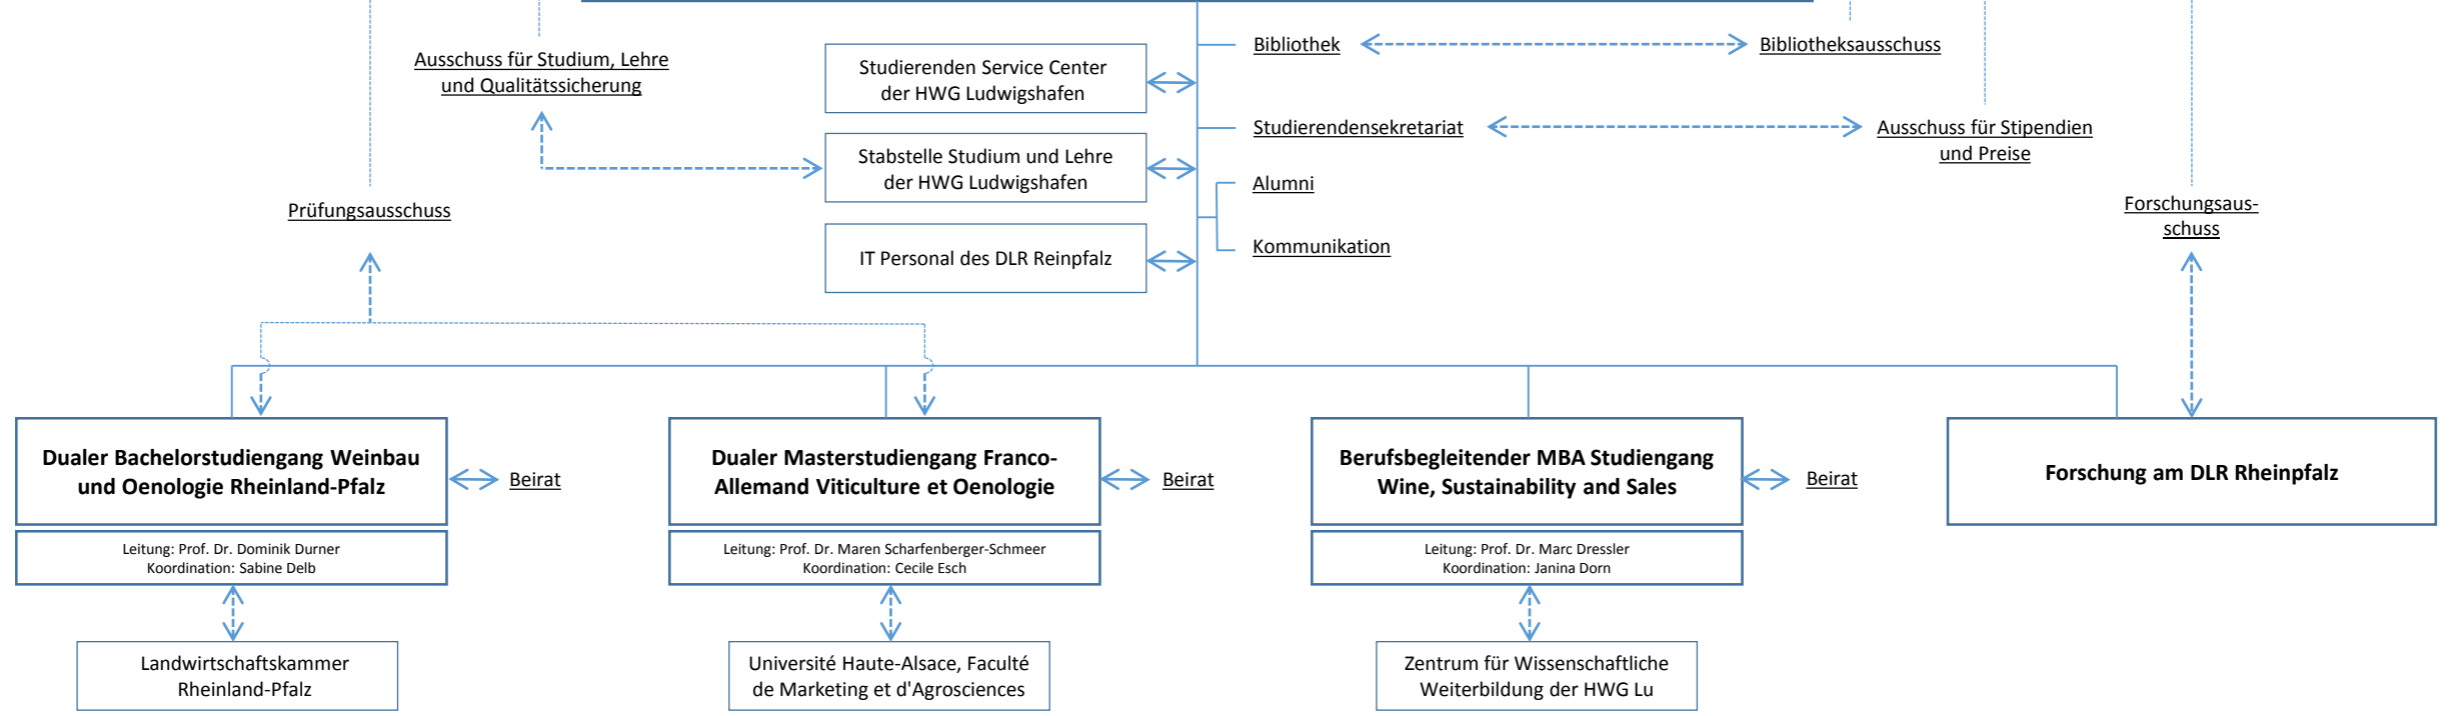 Ausschuss für Studium, Lehre
und Qualitätssicherung
Studierenden Service Center
der HWG Ludwigshafen
Bibliothek
Bibliotheksausschuss
Stabstelle Studium und Lehre
der HWG Ludwigshafen
Studierendensekretariat
Ausschuss für Stipendien
und Preise
Alumni
Prüfungsausschuss
Forschungsaus-
schuss
IT Personal des DLR Reinpfalz
Kommunikation
Dualer Bachelorstudiengang Weinbau
und Oenologie Rheinland-Pfalz
Beirat
Leitung: Prof. Dr. Dominik Durner
Koordination: Sabine Delb
Landwirtschaftskammer
Rheinland-Pfalz
Dualer Masterstudiengang Franco-
Allemand Viticulture et Oenologie
Beirat
Leitung: Prof. Dr. Maren Scharfenberger-Schmeer
Koordination: Cecile Esch
Université Haute-Alsace, Faculté
de Marketing et d'Agrosciences
Berufsbegleitender MBA Studiengang
Wine, Sustainability and Sales
Beirat
Leitung: Prof. Dr. Marc Dressler
Koordination: Janina Dorn
Zentrum für Wissenschaftliche
Weiterbildung der HWG Lu
Forschung am DLR Rheinpfalz